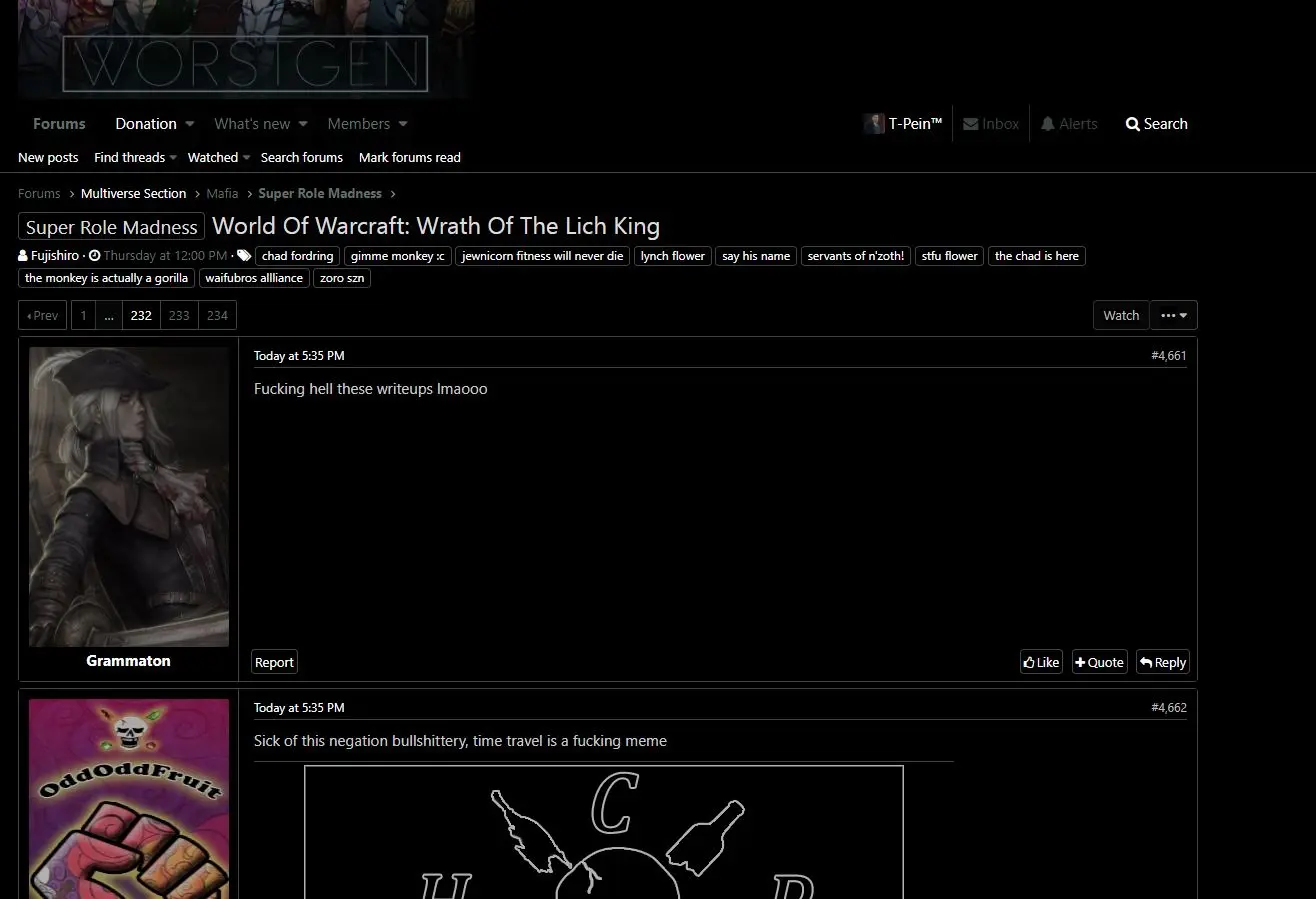 WORSTGEN
Forums Donation What's new Members T-Pein™ Inbox Alerts Search
New posts Find threads Watched Search forums Mark forums read
Forums › Multiverse Section › Mafia › Super Role Madness ›
Super Role Madness World Of Warcraft: Wrath Of The Lich King
Fujishiro · Thursday at 12:00 PM · chad fordring gimme monkey :c jewnicorn fitness will never die lynch flower say his name servants of n'zoth! stfu flower the chad is here
the monkey is actually a gorilla waifubros allliance zoro szn
Prev 1 ... 232 233 234 Watch •••
Today at 5:35 PM #4,661
Fucking hell these writeups lmaooo
Grammaton
Report Like Quote Reply
Today at 5:35 PM #4,662
Sick of this negation bullshittery, time travel is a fucking meme
OddOddFruit
C
H R